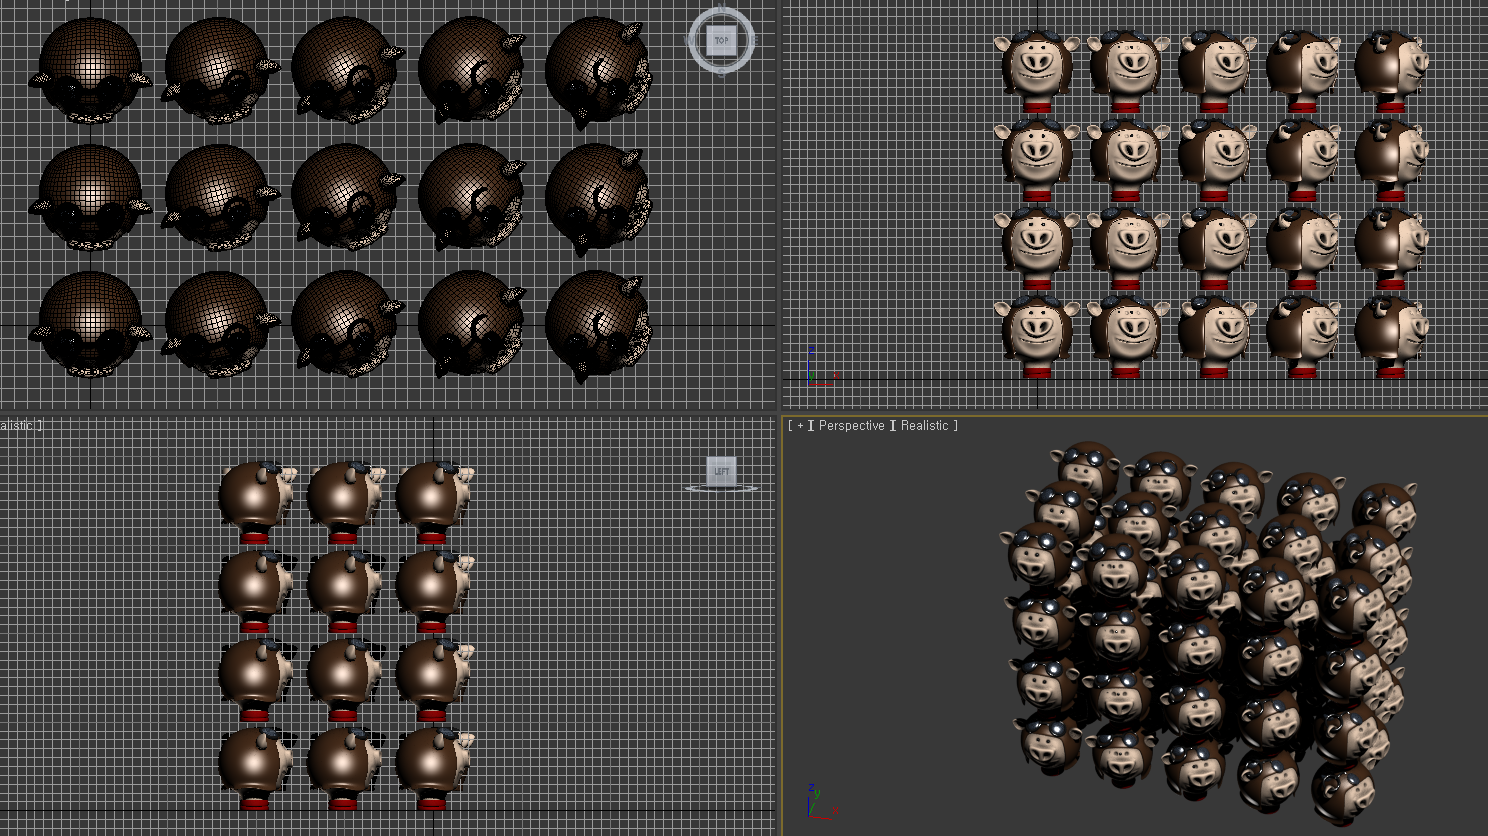 TOP
alistic ]
LEFT
[ + ] [ Perspective ] [ Realistic ]
z
y